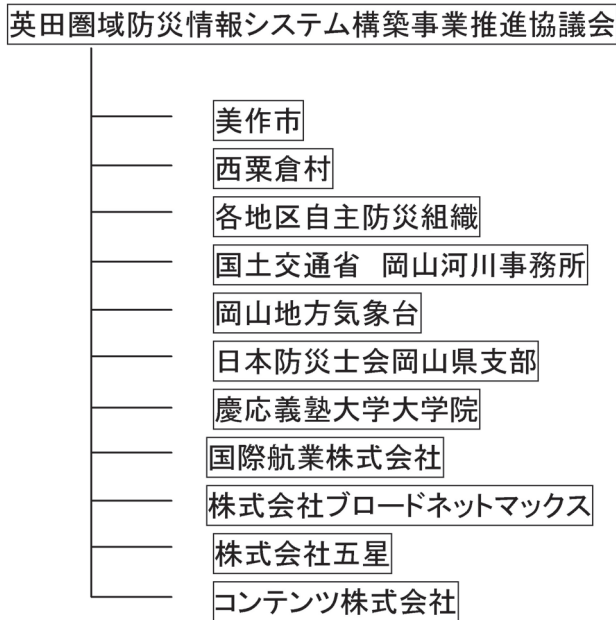 英田圏域防災情報システム構築事業推進協議会
美作市
西粟倉村
各地区自主防災組織
国土交通省　岡山河川事務所
岡山地方気象台
日本防災士会岡山県支部
慶応義塾大学大学院
国際航業株式会社
株式会社ブロードネットマックス
株式会社五星
コンテンツ株式会社